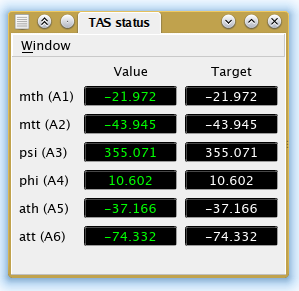 TAS status
Window
Value Target
mth (A1) -21.972 -21.972
mtt (A2) -43.945 -43.945
psi (A3) 355.071 355.071
phi (A4) 10.602 10.602
ath (A5) -37.166 -37.166
att (A6) -74.332 -74.332